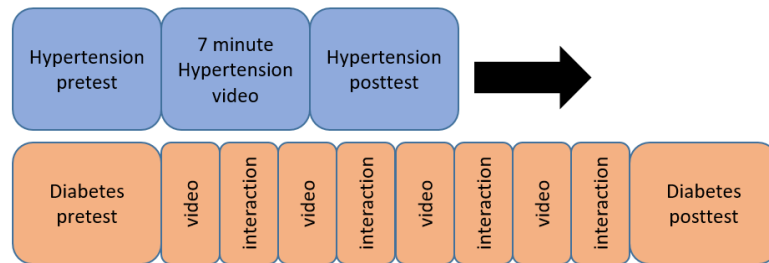 Hypertension
pretest
7 minute
Hypertension
video
Hypertension
posttest
Diabetes
pretest
video
interaction
video
interaction
video
interaction
video
interaction
Diabetes
posttest